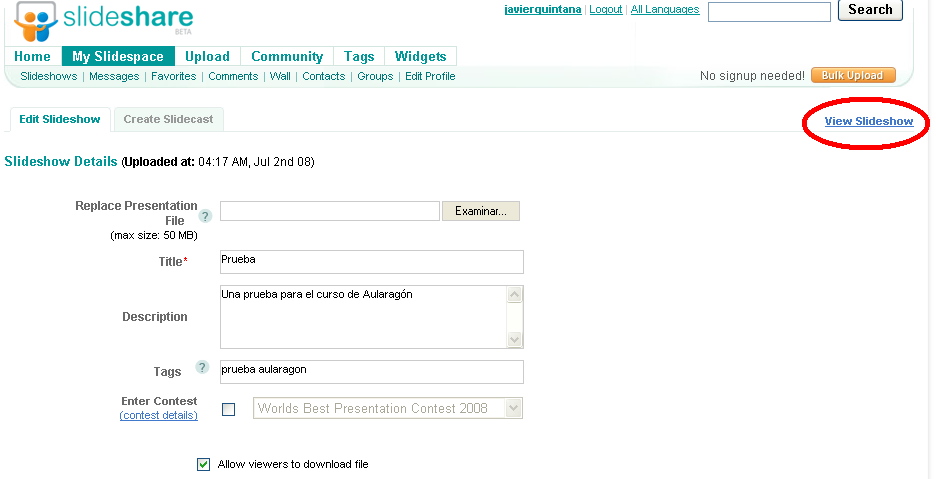 slideshare
BETA
javierquintana | Logout | All Languages
Search
Home My Slidespace Upload Community Tags Widgets
Slideshows | Messages | Favorites | Comments | Wall | Contacts | Groups | Edit Profile
No signup needed! Bulk Upload
Edit Slideshow Create Slidecast
View Slideshow
Slideshow Details (Uploaded at: 04:17 AM, Jul 2nd 08)
Replace Presentation
File ?
(max size: 50 MB)
Examinar...
Title* Prueba
Description Una prueba para el curso de Aularagón
Tags ? prueba aularagon
Enter Contest
(contest details)
Worlds Best Presentation Contest 2008
Allow viewers to download file